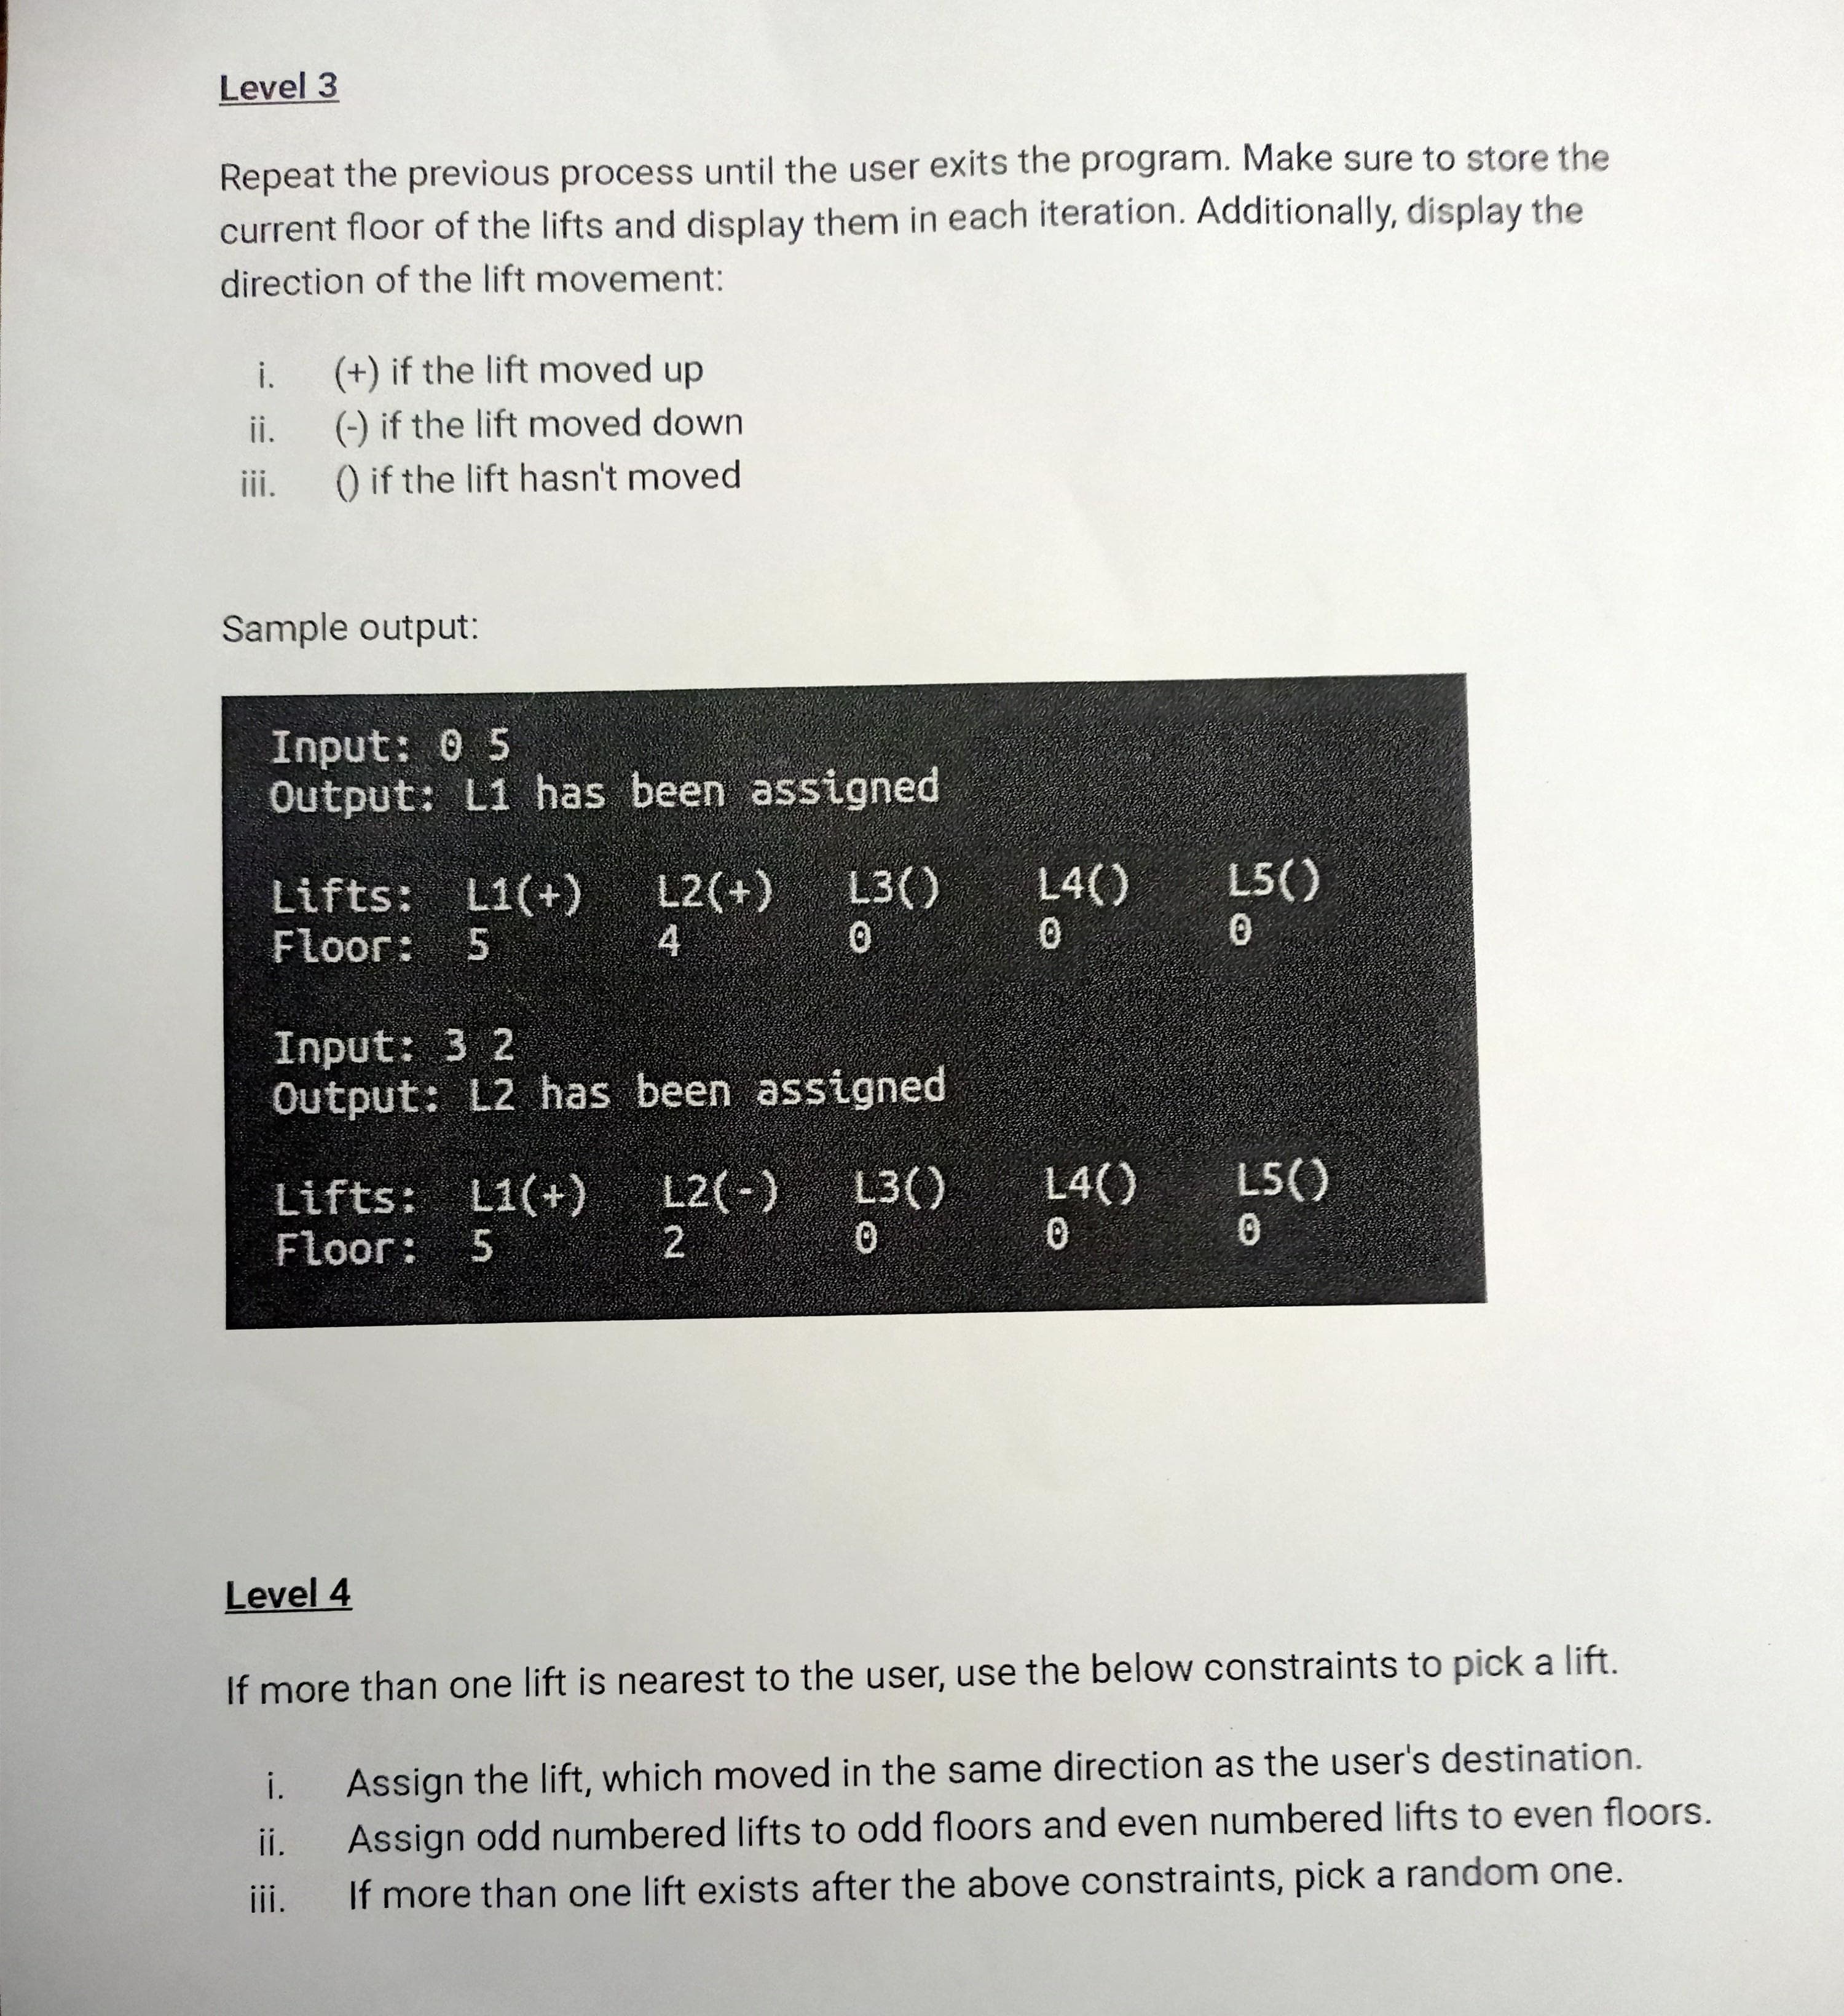 Level 3
Repeat the previous process until the user exits the program. Make sure to store the
current floor of the lifts and display them in each iteration. Additionally, display the
direction of the lift movement:
i. (+) if the lift moved up
ii. (-) if the lift moved down
iii. () if the lift hasn't moved
Sample output:
Input: 0 5
Output: L1 has been assigned
Lifts: L1(+) L2(+) L3() L4() L5()
Floor: 5 4 0 0 0
Input: 3 2
Output: L2 has been assigned
Lifts: L1(+) L2(-) L3() L4() L5()
Floor: 5 2 0 0 0
Level 4
If more than one lift is nearest to the user, use the below constraints to pick a lift.
i. Assign the lift, which moved in the same direction as the user's destination.
ii. Assign odd numbered lifts to odd floors and even numbered lifts to even floors.
iii. If more than one lift exists after the above constraints, pick a random one.